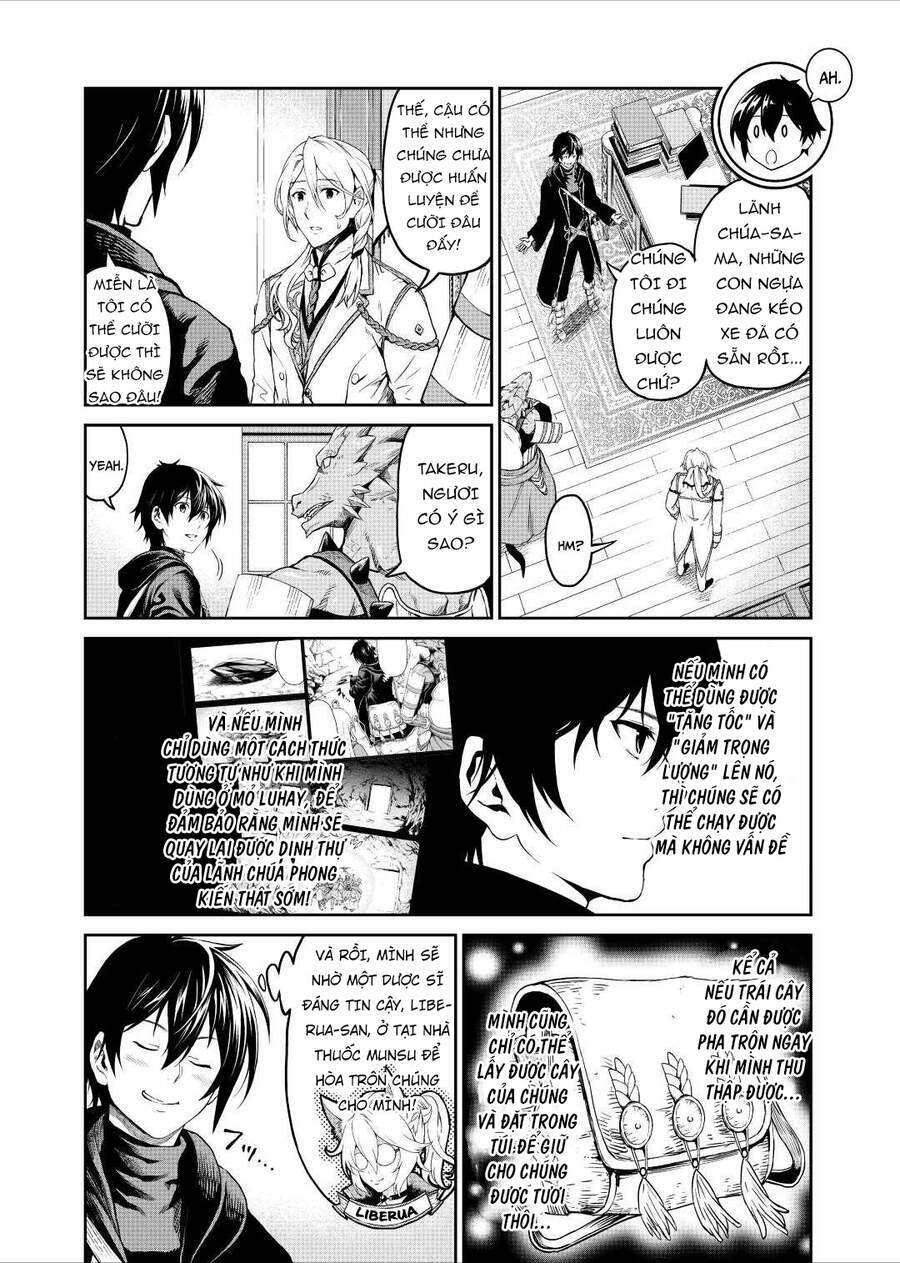 AH.
LÃNH
CHÚA-SA-
MA, NHỮNG
CON NGỰA
ĐANG KÉO
XE ĐÃ CÓ
SẴN RỒI...
CHÚNG
TÔI ĐI
CHÚNG
LUÔN
ĐƯỢC
CHỨ?
HM?
THẾ, CẬU CÓ
THỂ NHƯNG
CHÚNG CHƯA
ĐƯỢC HUẤN
LUYỆN ĐỂ
CƯỠI ĐÂU
ĐẤY!
MIỄN LÀ
TÔI CÓ
THỂ CƯỠI
ĐƯỢC THÌ
SẼ KHÔNG
SAO ĐÂU!
TAKERU,
NGƯƠI
CÓ Ý GÌ
SAO?
YEAH.
NẾU MÌNH CÓ
THỂ DÙNG ĐƯỢC
"TĂNG TỐC" VÀ
"GIẢM TRỌNG
LƯỢNG" LÊN NÓ,
THÌ CHÚNG SẼ CÓ
THỂ CHẠY ĐƯỢC
MÀ KHÔNG VẤN ĐỀ
VÀ NẾU MÌNH
CHỈ DÙNG MỘT CÁCH THỨC
TƯƠNG TỰ NHƯ KHI MÌNH
DÙNG Ở MỎ LUHAY, ĐỂ
ĐẢM BẢO RẰNG MÌNH SẼ
QUAY LẠI ĐƯỢC DINH THỰ
CỦA LÃNH CHÚA PHONG
KIẾN THẬT SỚM!
KỂ CẢ
NẾU TRÁI CÂY
ĐÓ CẦN ĐƯỢC
PHA TRỘN NGAY
KHI MÌNH THU
THẬP ĐƯỢC...
MÌNH CŨNG
CHỈ CÓ THỂ
LẤY ĐƯỢC CÂY
CỦA CHÚNG
VÀ ĐẶT TRONG
TÚI ĐỂ GIỮ
CHO CHÚNG
ĐƯỢC TƯƠI
THÔI...
VÀ RỒI, MÌNH SẼ
NHỜ MỘT DƯỢC SĨ
ĐÁNG TIN CẬY, LIBE-
RUA-SAN, Ở TẠI NHÀ
THUỐC MUNSU ĐỂ
HÒA TRỘN CHÚNG
CHO MÌNH!
LIBERUA
フッ...